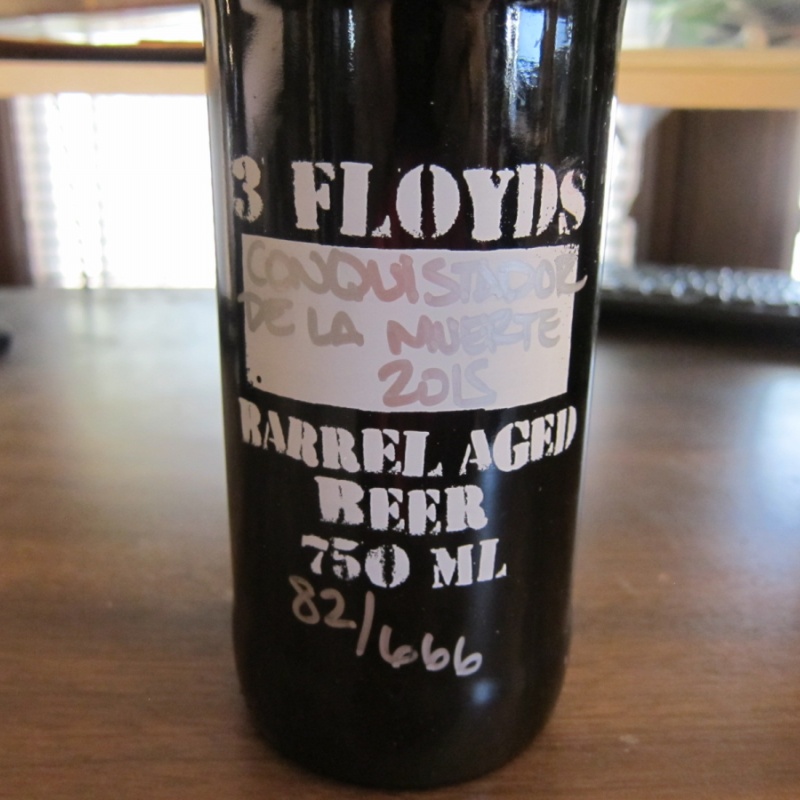 3 FLOYDS
CONQUISTADOR
DE LA MUERTE
2015
BARREL AGED
BEER
750 ML
82/666